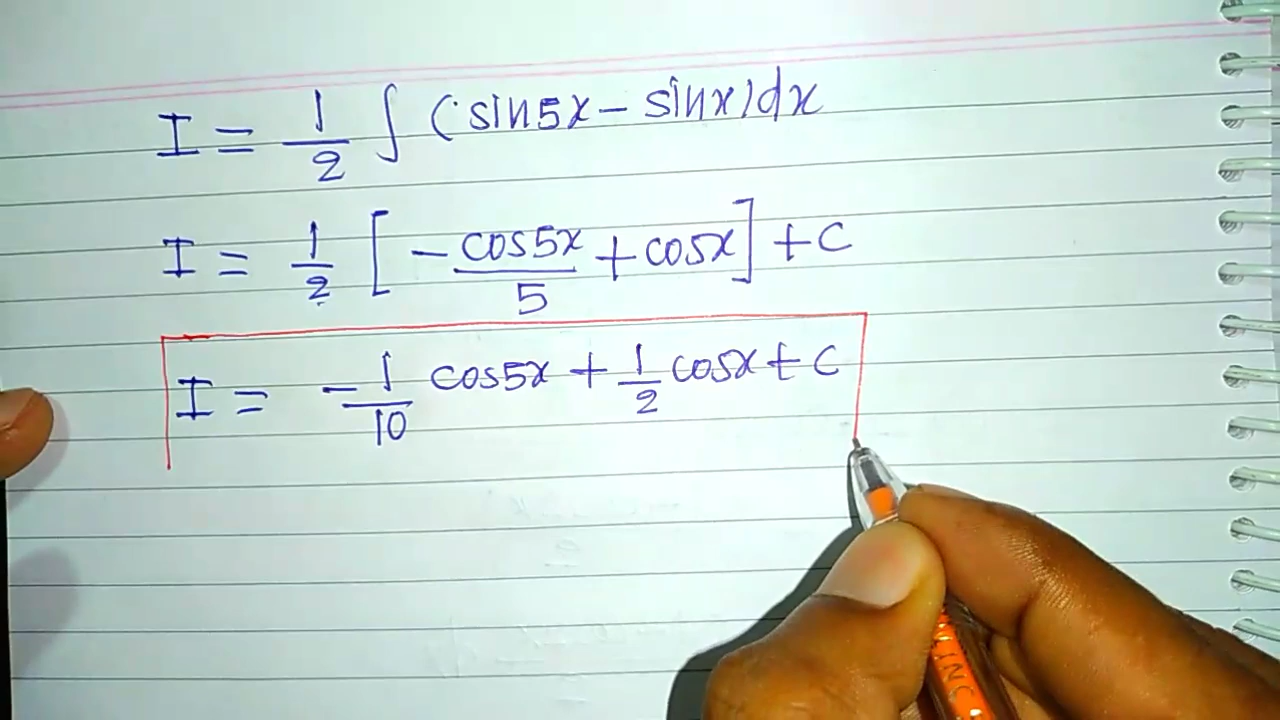 I = 1/2 ∫ (sin5x - sinx)dx
I = 1/2 [-cos5x/5 + cosx] + c
I = -1/10 cos5x + 1/2 cosx + c